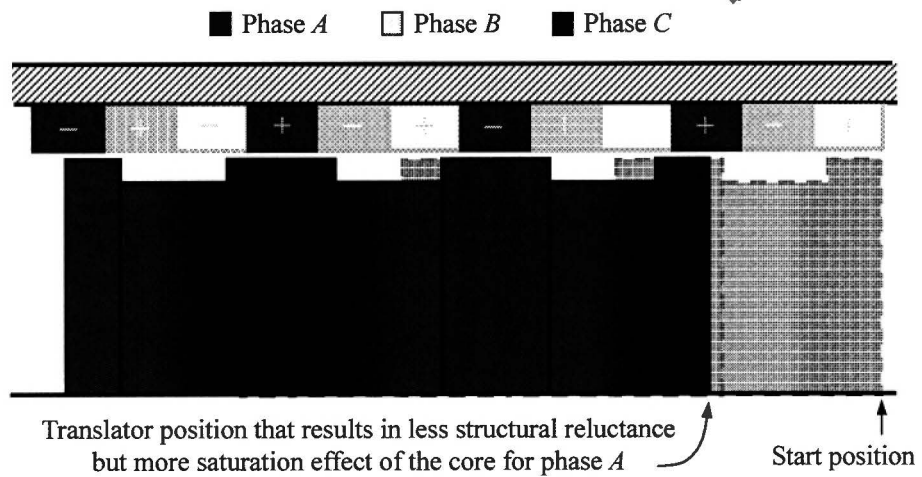 Phase A Phase B Phase C
− + − + − + − + + − +
Translator position that results in less structural reluctance
but more saturation effect of the core for phase A
Start position